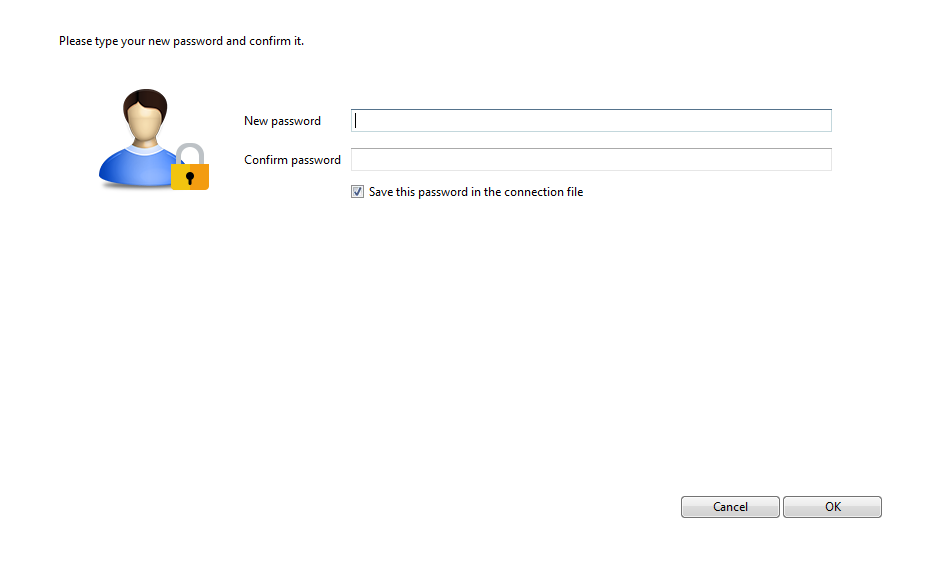 Please type your new password and confirm it.
New password
Confirm password
Save this password in the connection file
Cancel
OK